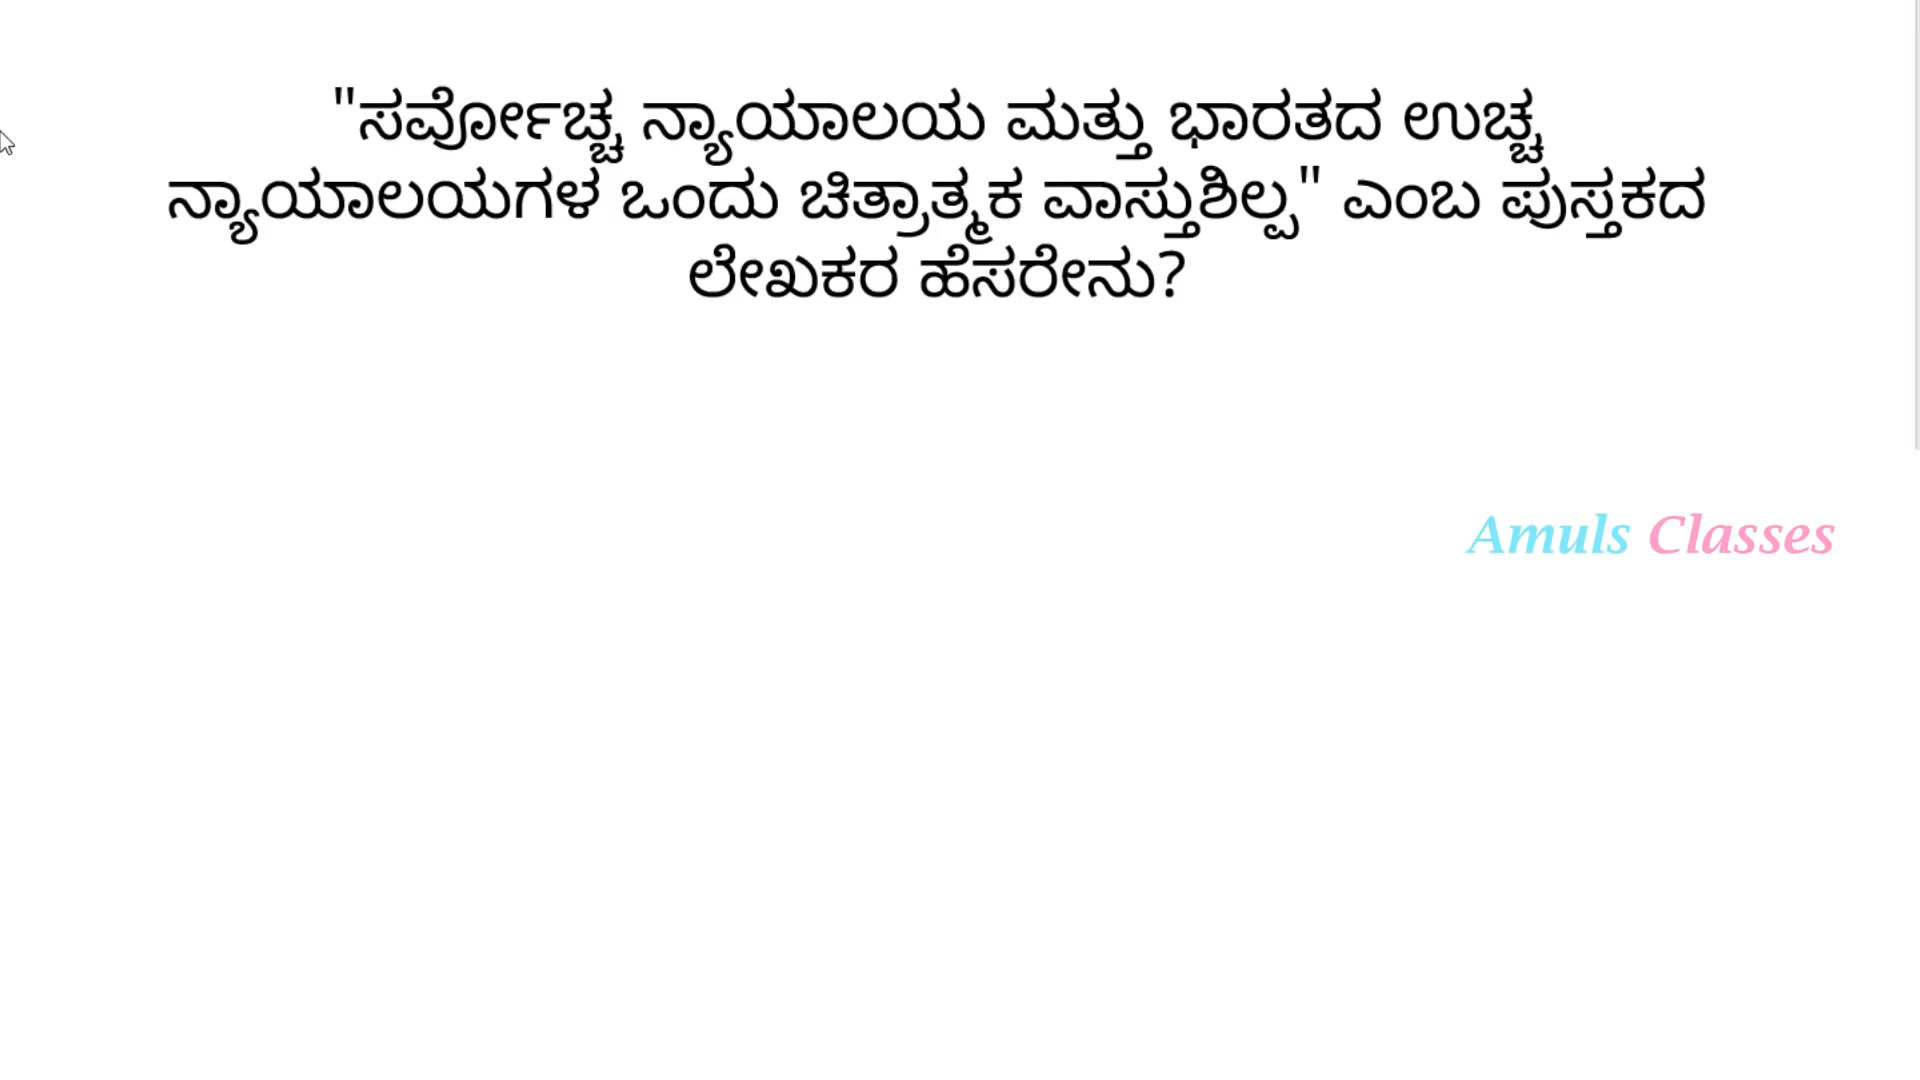 "ಸರ್ವೋಚ್ಚ ನ್ಯಾಯಾಲಯ ಮತ್ತು ಭಾರತದ ಉಚ್ಚ
ನ್ಯಾಯಾಲಯಗಳ ಒಂದು ಚಿತ್ರಾತ್ಮಕ ವಾಸ್ತುಶಿಲ್ಪ" ಎಂಬ ಪುಸ್ತಕದ
ಲೇಖಕರ ಹೆಸರೇನು?
Amuls Classes